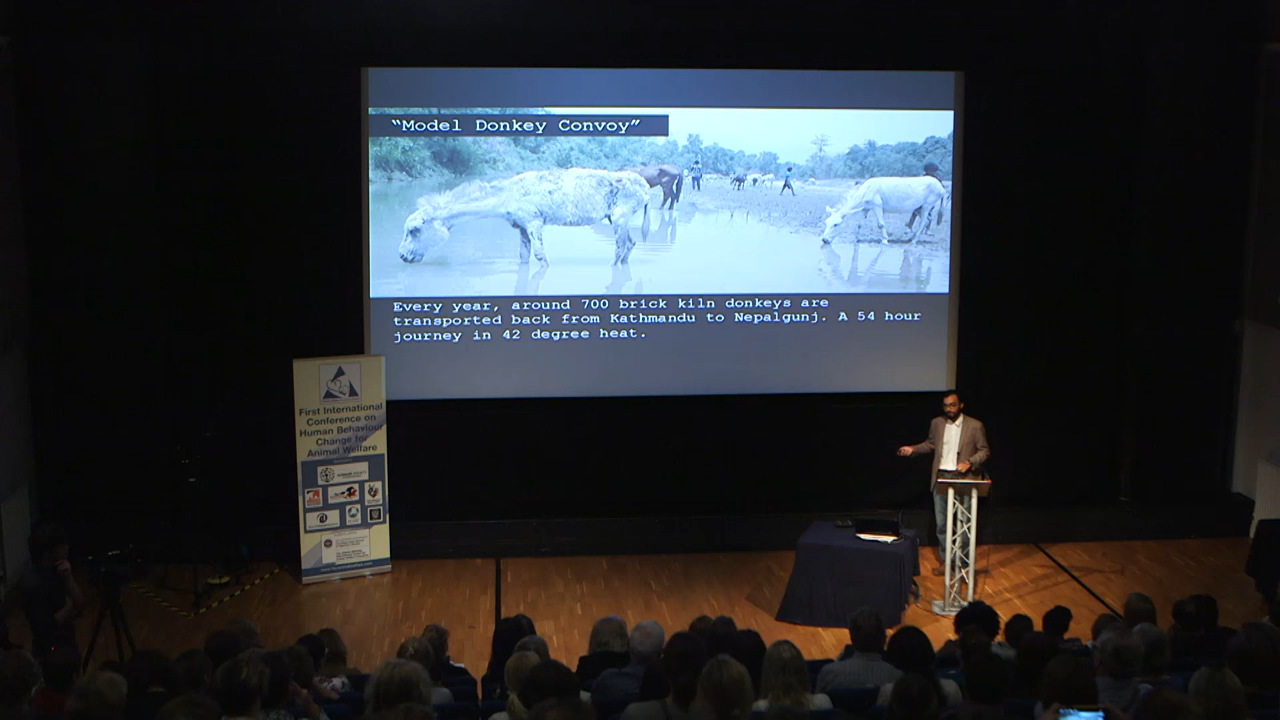 “Model Donkey Convoy”
Every year, around 700 brick kiln donkeys are
transported back from Kathmandu to Nepalgunj. A 54 hour
journey in 42 degree heat.
First International
Conference on
Human Behaviour
Change for
Animal Welfare